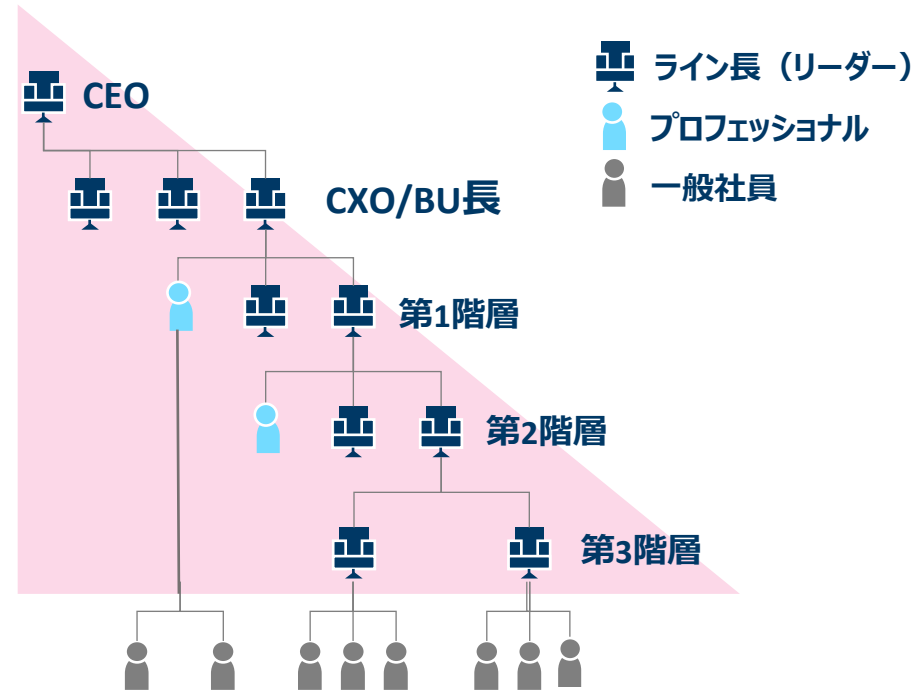 CEO
ライン長（リーダー）
プロフェッショナル
一般社員
CXO/BU長
第1階層
第2階層
第3階層